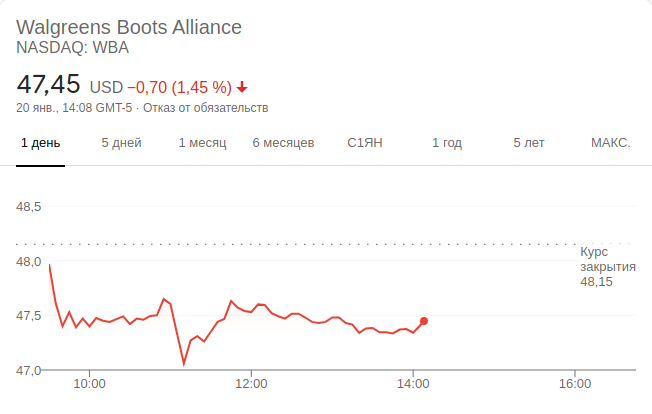 Walgreens Boots Alliance
NASDAQ: WBA
47,45 USD −0,70 (1,45 %)
20 янв., 14:08 GMT-5 · Отказ от обязательств
1 день 5 дней 1 месяц 6 месяцев С1ЯН 1 год 5 лет МАКС.
48,5
Курс
закрытия
48,15
48,0
47,5
47,0
10:00 12:00 14:00 16:00